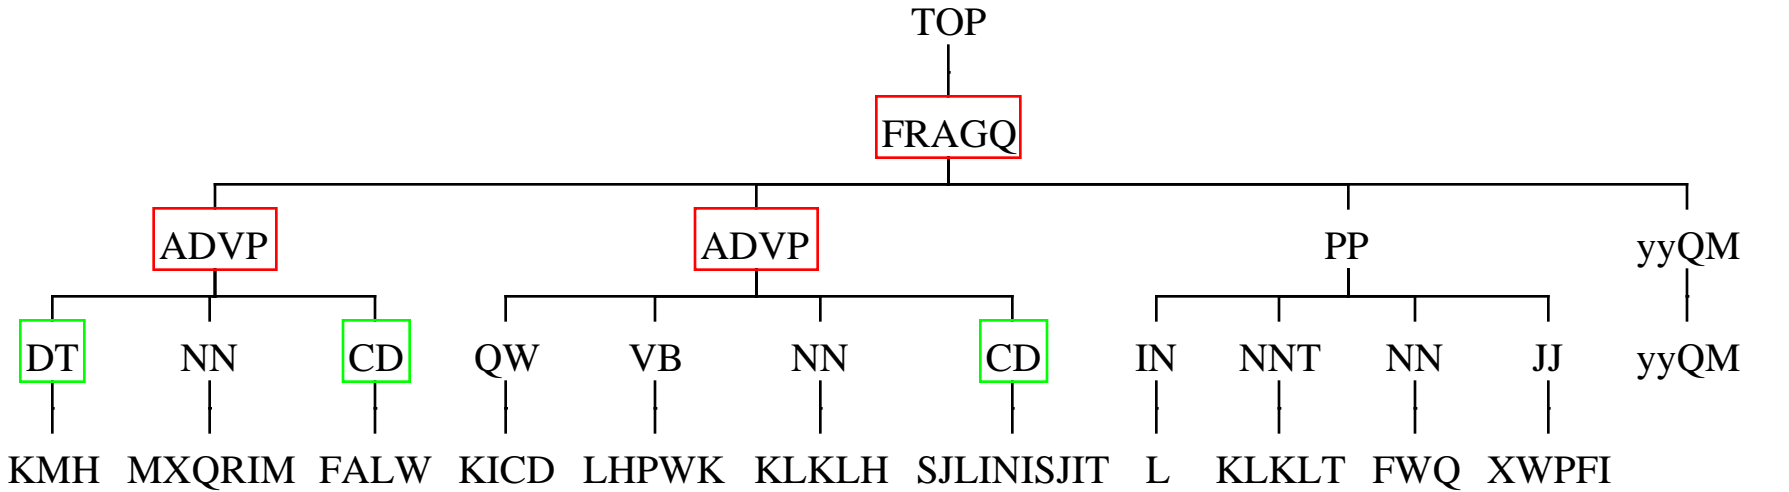 TOP
FRAGQ
ADVP ADVP PP yyQM
DT NN CD QW VB NN CD IN NNT NN JJ yyQM
KMH MXQRIM FALW KICD LHPWK KLKLH SJLINISJIT L KLKLT FWQ XWPFI